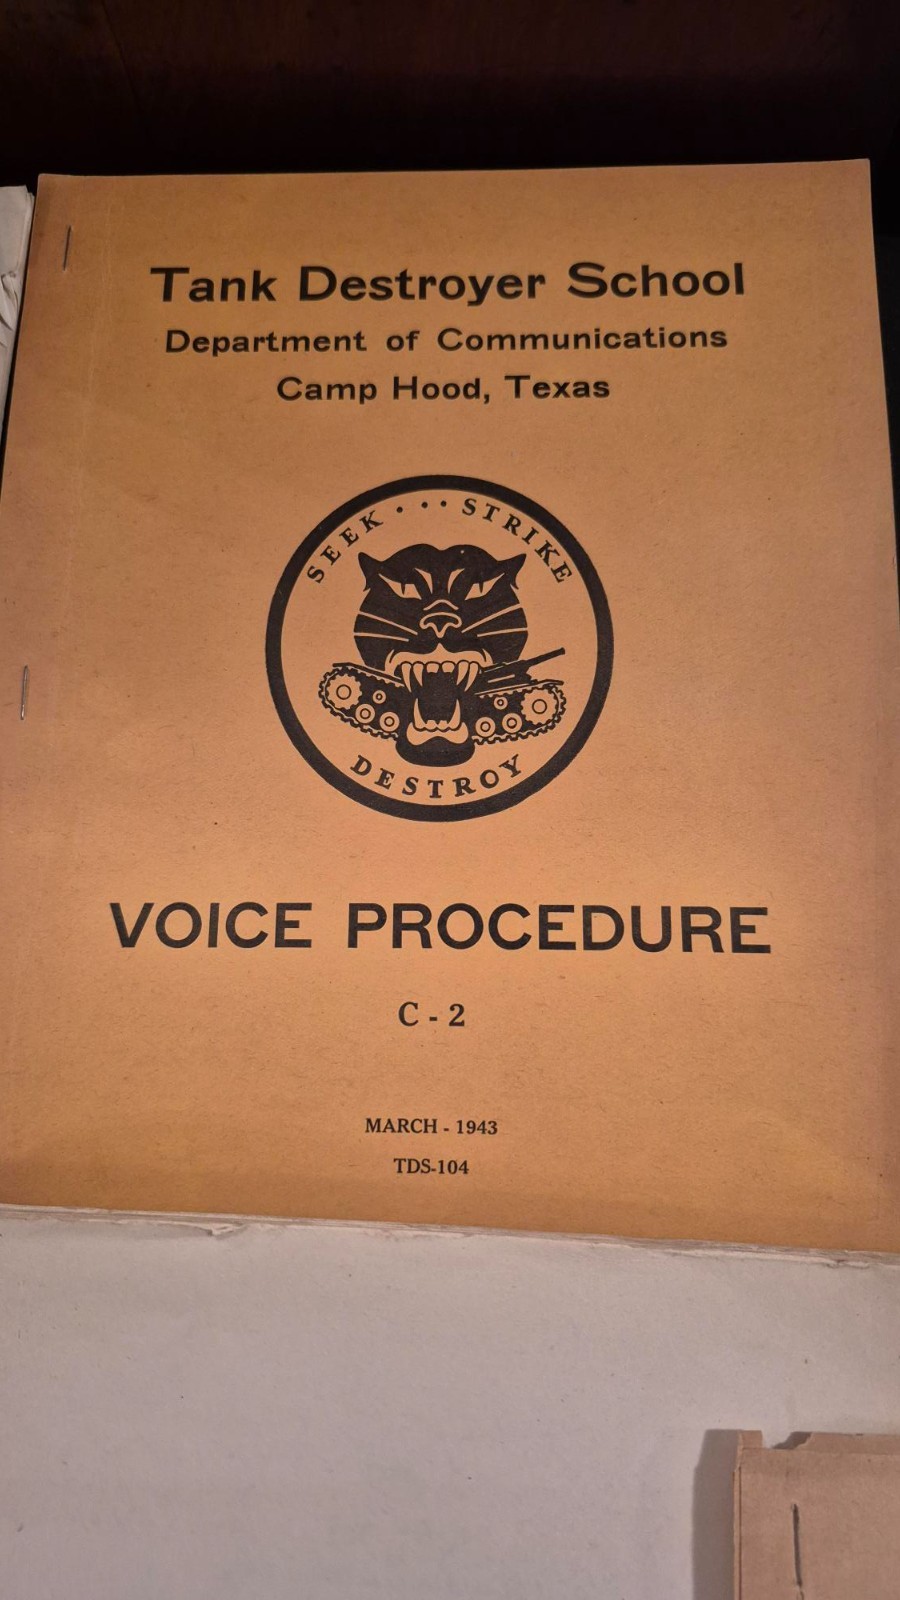 Tank Destroyer School
Department of Communications
Camp Hood, Texas
SEEK ... STRIKE
DESTROY
VOICE PROCEDURE
C - 2
MARCH - 1943
TDS-104